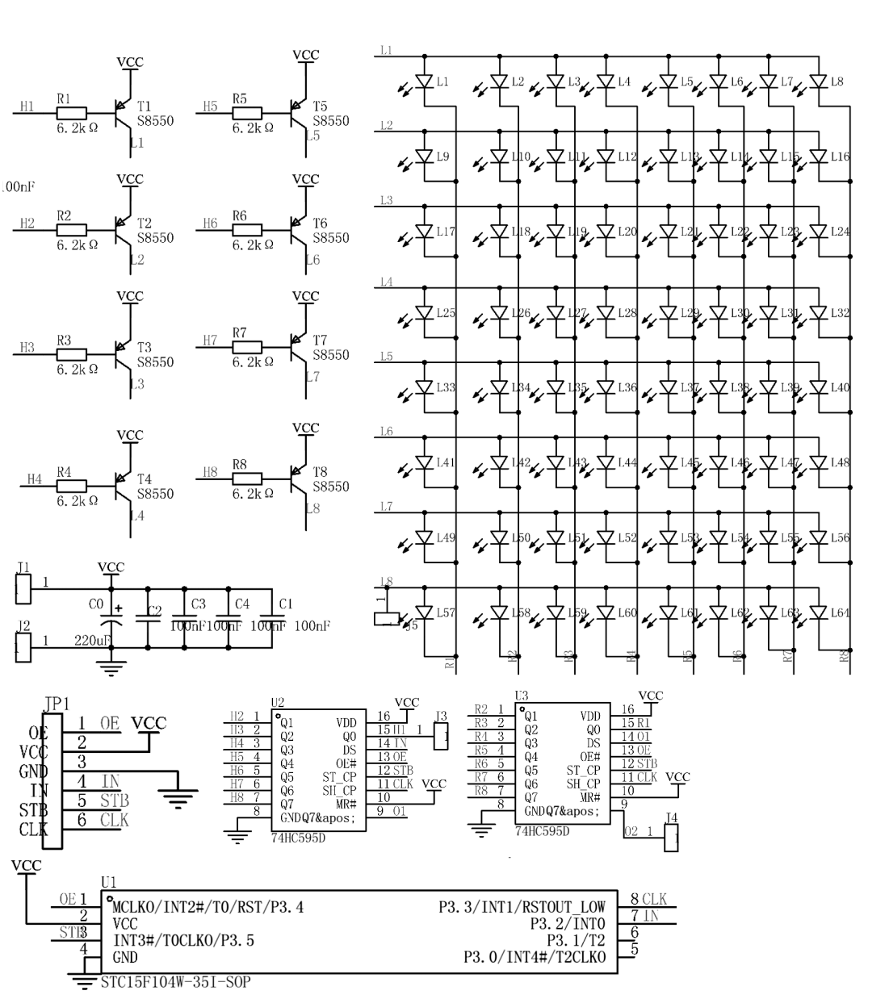 VCC VCC
H1 R1 6.2kΩ T1 S8550 L1
H5 R5 6.2kΩ T5 S8550 L5
VCC VCC
.00nF
H2 R2 6.2kΩ T2 S8550 L2
H6 R6 6.2kΩ T6 S8550 L6
VCC VCC
H3 R3 6.2kΩ T3 S8550 L3
H7 R7 6.2kΩ T7 S8550 L7
VCC VCC
H4 R4 6.2kΩ T4 S8550 L4
H8 R8 6.2kΩ T8 S8550 L8
L1
L1 L2 L3 L4 L5 L6 L7 L8
L2
L9 L10 L11 L12 L13 L14 L15 L16
L3
L17 L18 L19 L20 L21 L22 L23 L24
L4
L25 L26 L27 L28 L29 L30 L31 L32
L5
L33 L34 L35 L36 L37 L38 L39 L40
L6
L41 L42 L43 L44 L45 L46 L47 L48
L7
L49 L50 L51 L52 L53 L54 L55 L56
L8
1 1 J5
L57 L58 L59 L60 L61 L62 L63 L64
R1 R2 R3 R4 R5 R6 R7 R8
J1 1 1 VCC
C0 + C2 C3 C4 C1
220uF 100nF 100nF 100nF 100nF
J2 1 1
JP1
OE 1 OE VCC
VCC 2
GND 3
IN 4 IN
STB 5 STB
CLK 6 CLK
U2 VCC J3
H2 1 Q1 VDD 16
H3 2 Q2 Q0 15 H1 1 1
H4 3 Q3 DS 14 IN
H5 4 Q4 OE# 13 OE
H6 5 Q5 ST_CP 12 STB
H7 6 Q6 SH_CP 11 CLK VCC
H8 7 Q7 MR# 10
8 GND Q7&apos; 9 O1
74HC595D
U3 VCC
R2 1 Q1 VDD 16
R3 2 Q2 Q0 15 R1
R4 3 Q3 DS 14 O1
R5 4 Q4 OE# 13 OE
R6 5 Q5 ST_CP 12 STB
R7 6 Q6 SH_CP 11 CLK VCC
R8 7 Q7 MR# 10
8 GND Q7&apos; 9
74HC595D O2 1 J4 1
VCC U1
OE 1 MCLKO/INT2#/T0/RST/P3.4 P3.3/INT1/RSTOUT_LOW 8 CLK
2 VCC P3.2/INT0 7 IN
STB 3 INT3#/T0CLKO/P3.5 P3.1/T2 6
4 GND P3.0/INT4#/T2CLKO 5
STC15F104W-35I-SOP